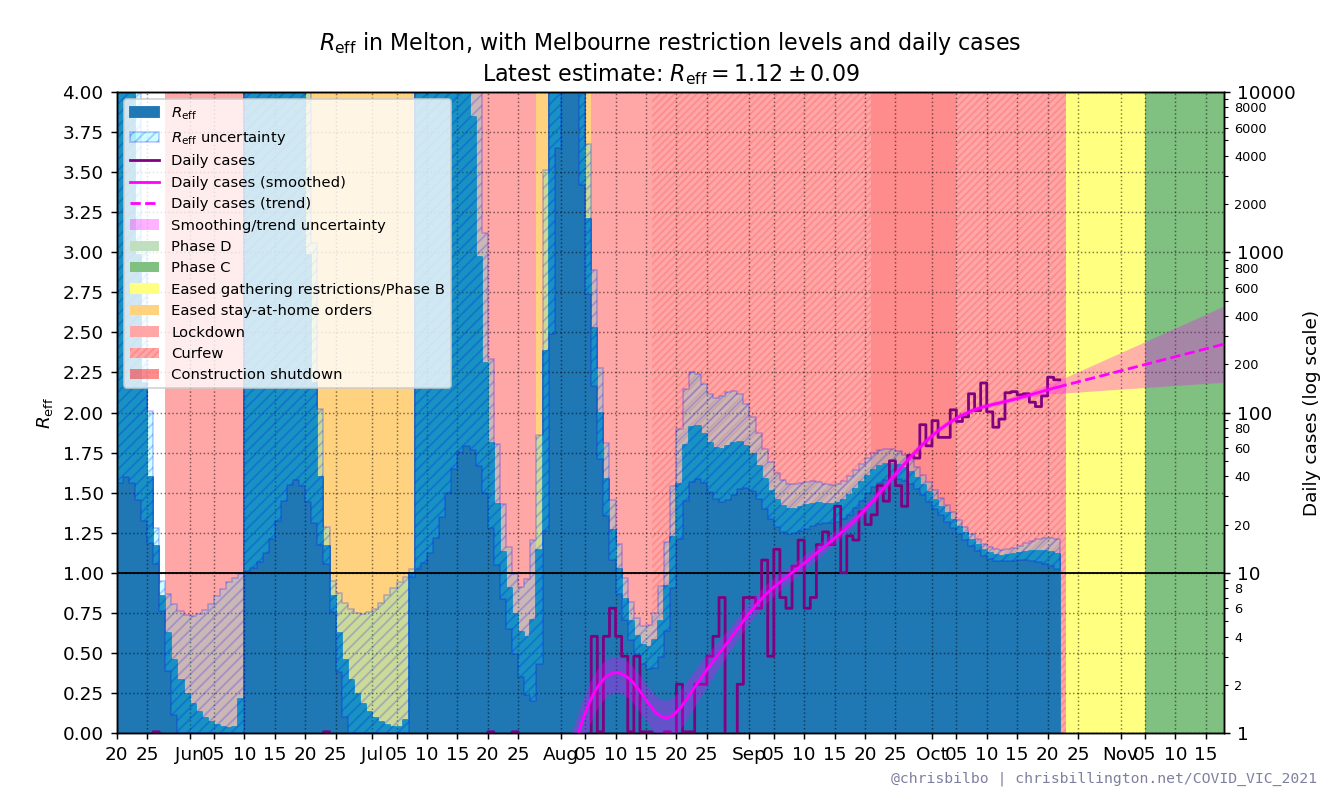 Reff in Melton, with Melbourne restriction levels and daily cases
Latest estimate: Reff = 1.12 ± 0.09
4.00
3.75
3.50
3.25
3.00
2.75
2.50
2.25
2.00
1.75
1.50
1.25
1.00
0.75
0.50
0.25
0.00
Reff
Reff
Reff uncertainty
Daily cases
Daily cases (smoothed)
Daily cases (trend)
Smoothing/trend uncertainty
Phase D
Phase C
Eased gathering restrictions/Phase B
Eased stay-at-home orders
Lockdown
Curfew
Construction shutdown
10000
8000
6000
4000
2000
1000
800
600
400
200
100
80
60
40
20
10
8
6
4
2
1
Daily cases (log scale)
20 25 Jun 05 10 15 20 25 Jul 05 10 15 20 25 Aug 05 10 15 20 25 Sep 05 10 15 20 25 Oct 05 10 15 20 25 Nov 05 10 15
@chrisbilbo | chrisbillington.net/COVID_VIC_2021